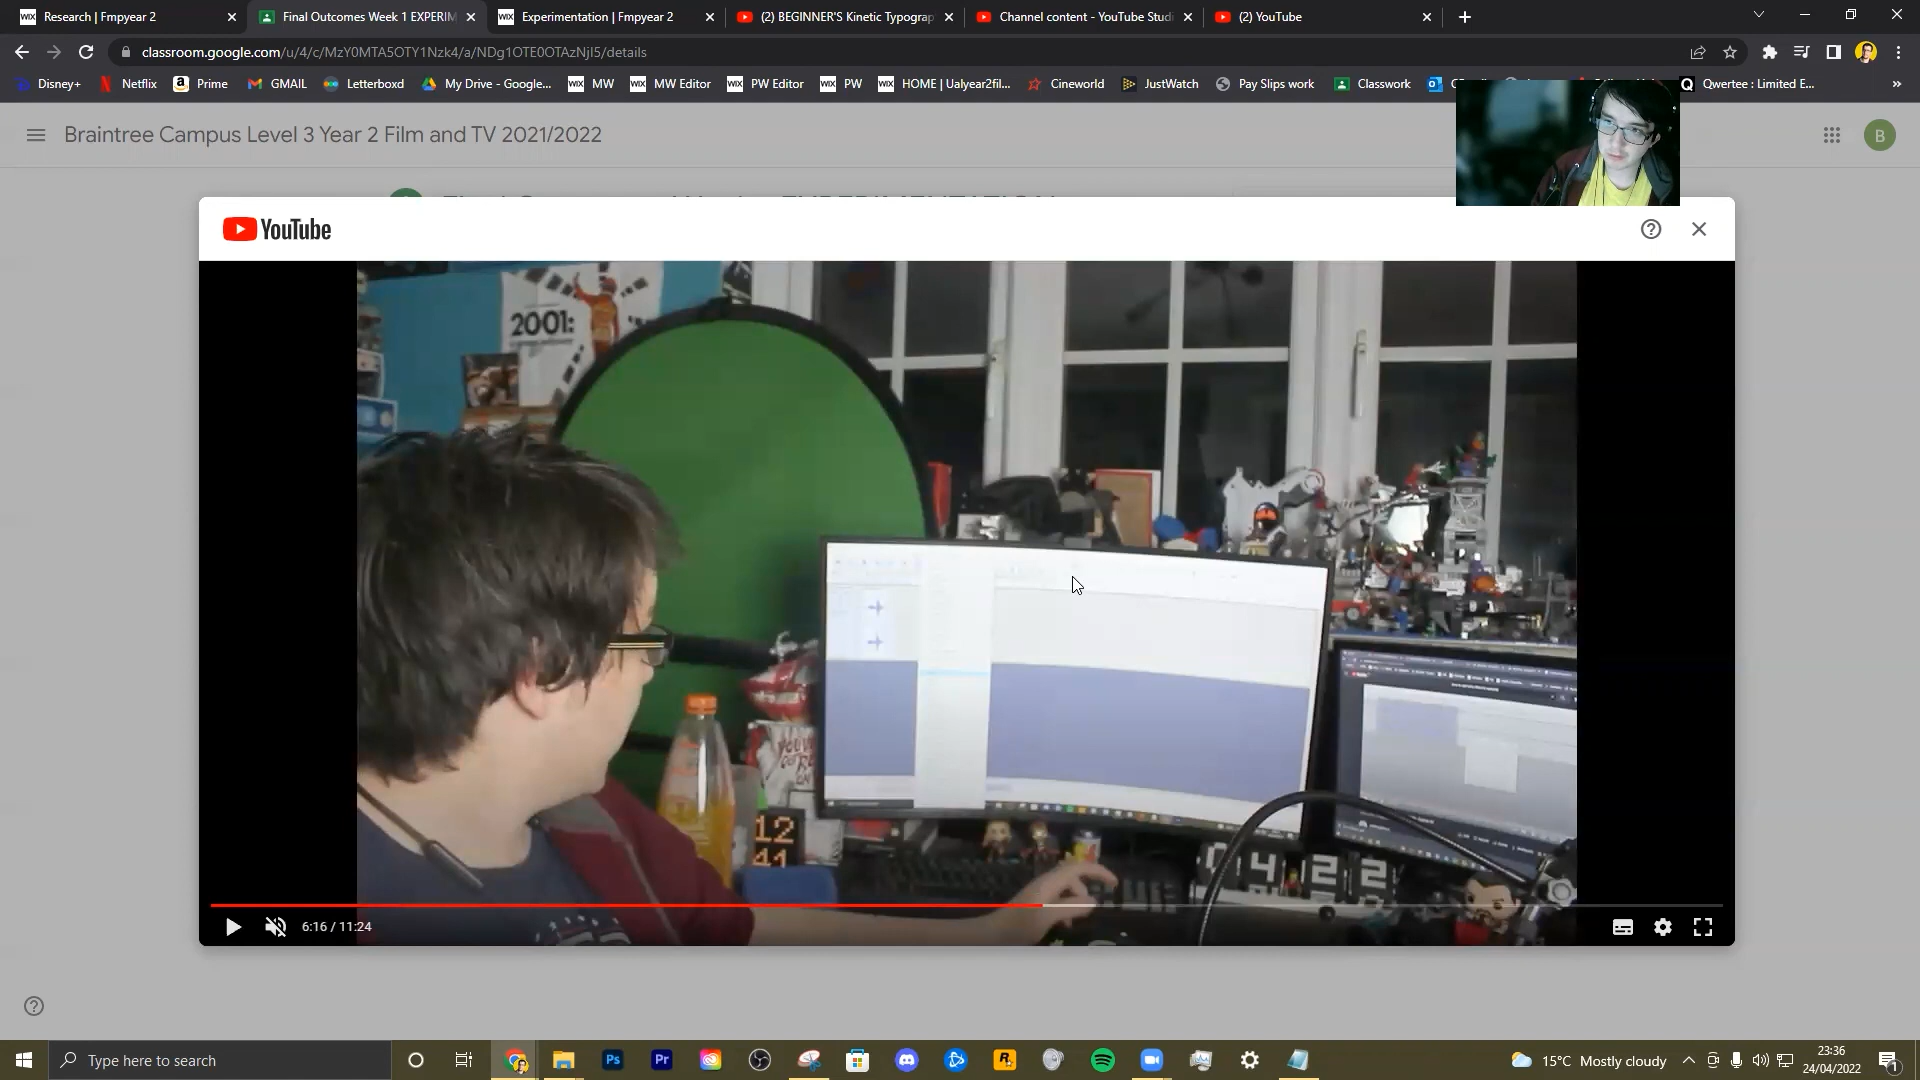 Research | Fmpyear 2
Final Outcomes Week 1 EXPERIM
Experimentation | Fmpyear 2
(2) BEGINNER'S Kinetic Typograp
Channel content - YouTube Studi
(2) YouTube
classroom.google.com/u/4/c/MzY0MTA5OTY1Nzk4/a/NDg1OTE0OTAzNjI5/details
Disney+
Netflix
Prime
GMAIL
Letterboxd
My Drive - Google...
MW
MW Editor
PW Editor
PW
HOME | Ualyear2fil...
Cineworld
JustWatch
Pay Slips work
Classwork
Qwertee : Limited E...
Braintree Campus Level 3 Year 2 Film and TV 2021/2022
B
YouTube
2001:
12
41
04 22
6:16 / 11:24
Type here to search
15°C Mostly cloudy
23:36
24/04/2022